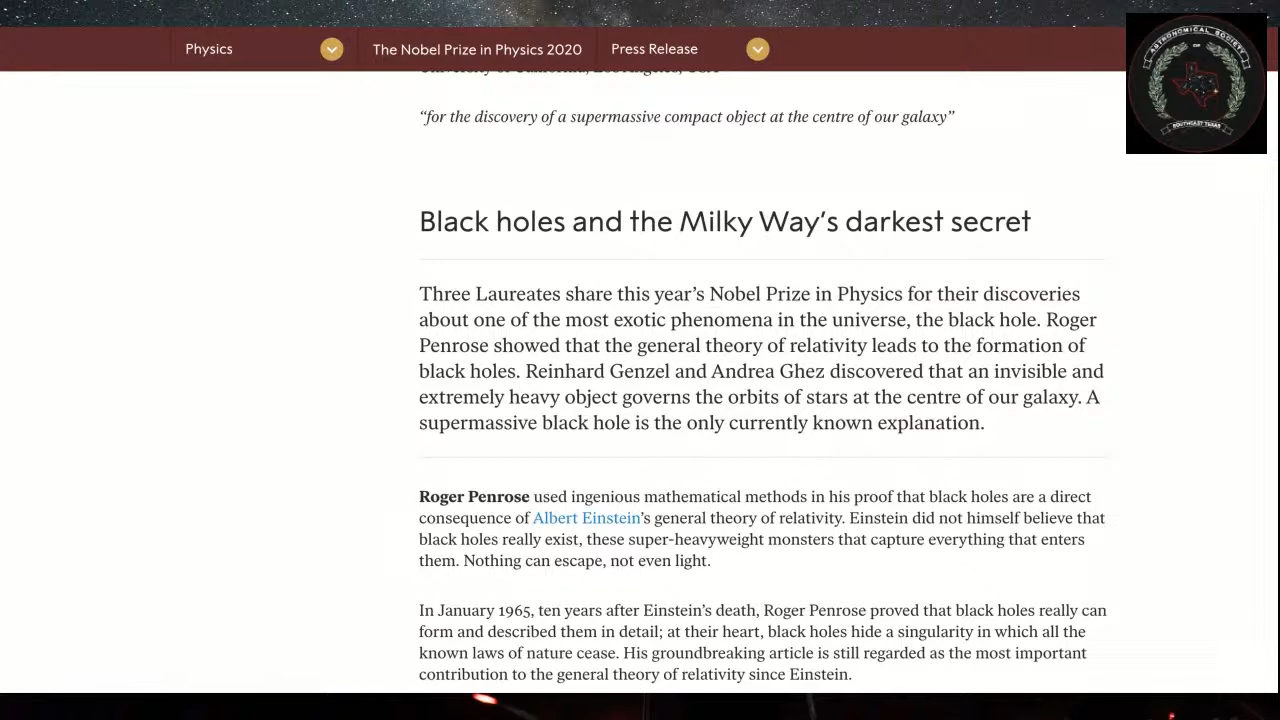 Physics
The Nobel Prize in Physics 2020
Press Release
ASTRONOMICAL SOCIETY
OF
SOUTHEAST TEXAS
University of California, Los Angeles, USA
“for the discovery of a supermassive compact object at the centre of our galaxy”
Black holes and the Milky Way’s darkest secret
Three Laureates share this year’s Nobel Prize in Physics for their discoveries
about one of the most exotic phenomena in the universe, the black hole. Roger
Penrose showed that the general theory of relativity leads to the formation of
black holes. Reinhard Genzel and Andrea Ghez discovered that an invisible and
extremely heavy object governs the orbits of stars at the centre of our galaxy. A
supermassive black hole is the only currently known explanation.
Roger Penrose used ingenious mathematical methods in his proof that black holes are a direct
consequence of Albert Einstein’s general theory of relativity. Einstein did not himself believe that
black holes really exist, these super-heavyweight monsters that capture everything that enters
them. Nothing can escape, not even light.
In January 1965, ten years after Einstein’s death, Roger Penrose proved that black holes really can
form and described them in detail; at their heart, black holes hide a singularity in which all the
known laws of nature cease. His groundbreaking article is still regarded as the most important
contribution to the general theory of relativity since Einstein.